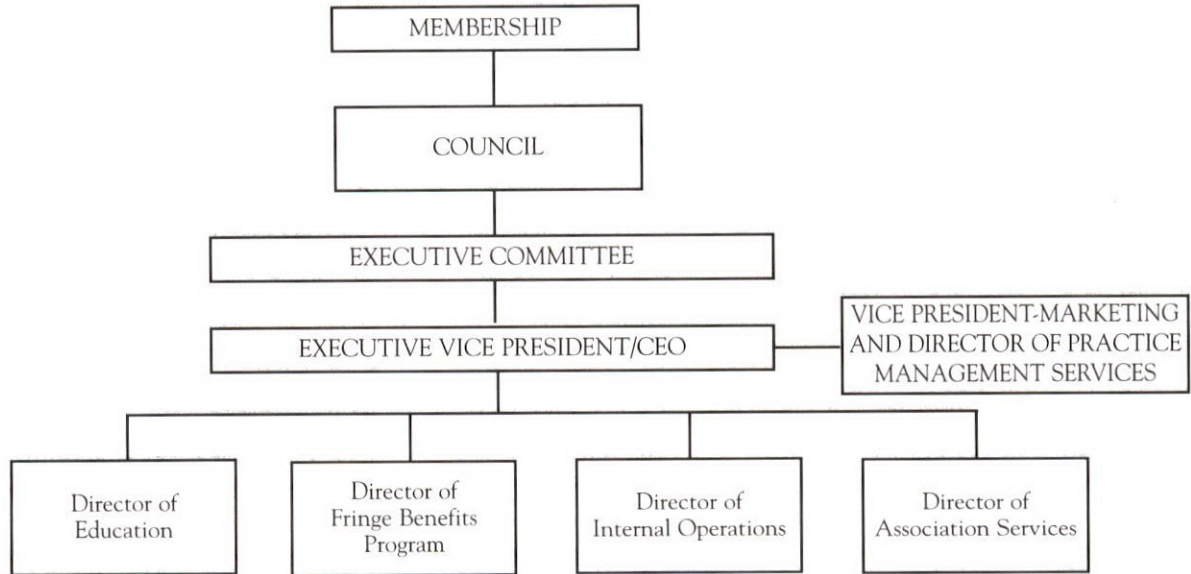 MEMBERSHIP
COUNCIL
EXECUTIVE COMMITTEE
EXECUTIVE VICE PRESIDENT/CEO
VICE PRESIDENT-MARKETING
AND DIRECTOR OF PRACTICE
MANAGEMENT SERVICES
Director of
Education
Director of
Fringe Benefits
Program
Director of
Internal Operations
Director of
Association Services